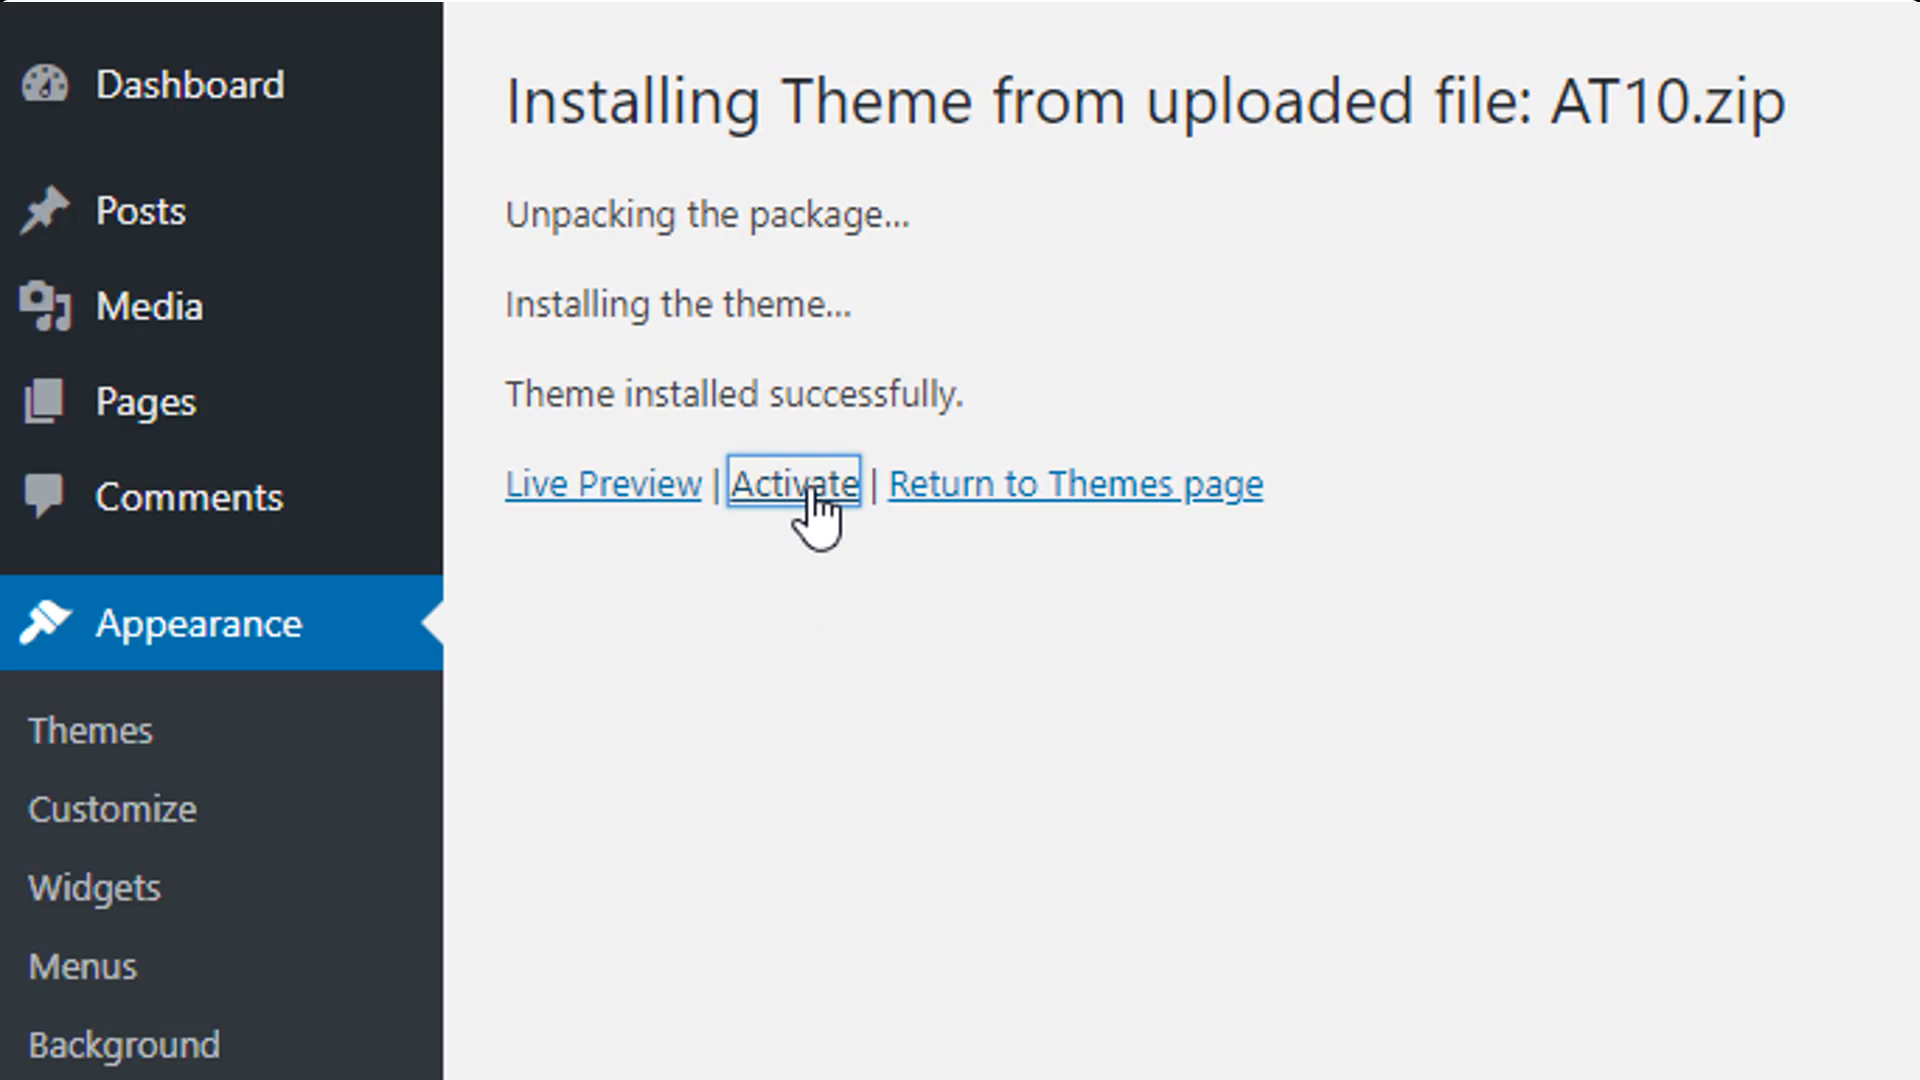 Dashboard
Posts
Media
Pages
Comments
Appearance
Themes
Customize
Widgets
Menus
Background
Installing Theme from uploaded file: AT10.zip
Unpacking the package...
Installing the theme...
Theme installed successfully.
Live Preview | Activate | Return to Themes page